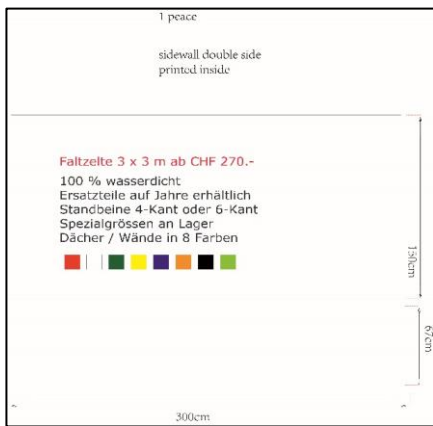 1 peace
sidewall double side
printed inside
Faltzelte 3 x 3 m ab CHF 270.-
100 % wasserdicht
Ersatzteile auf Jahre erhältlich
Standbeine 4-Kant oder 6-Kant
Spezialgrössen an Lager
Dächer / Wände in 8 Farben
150cm
67cm
300cm